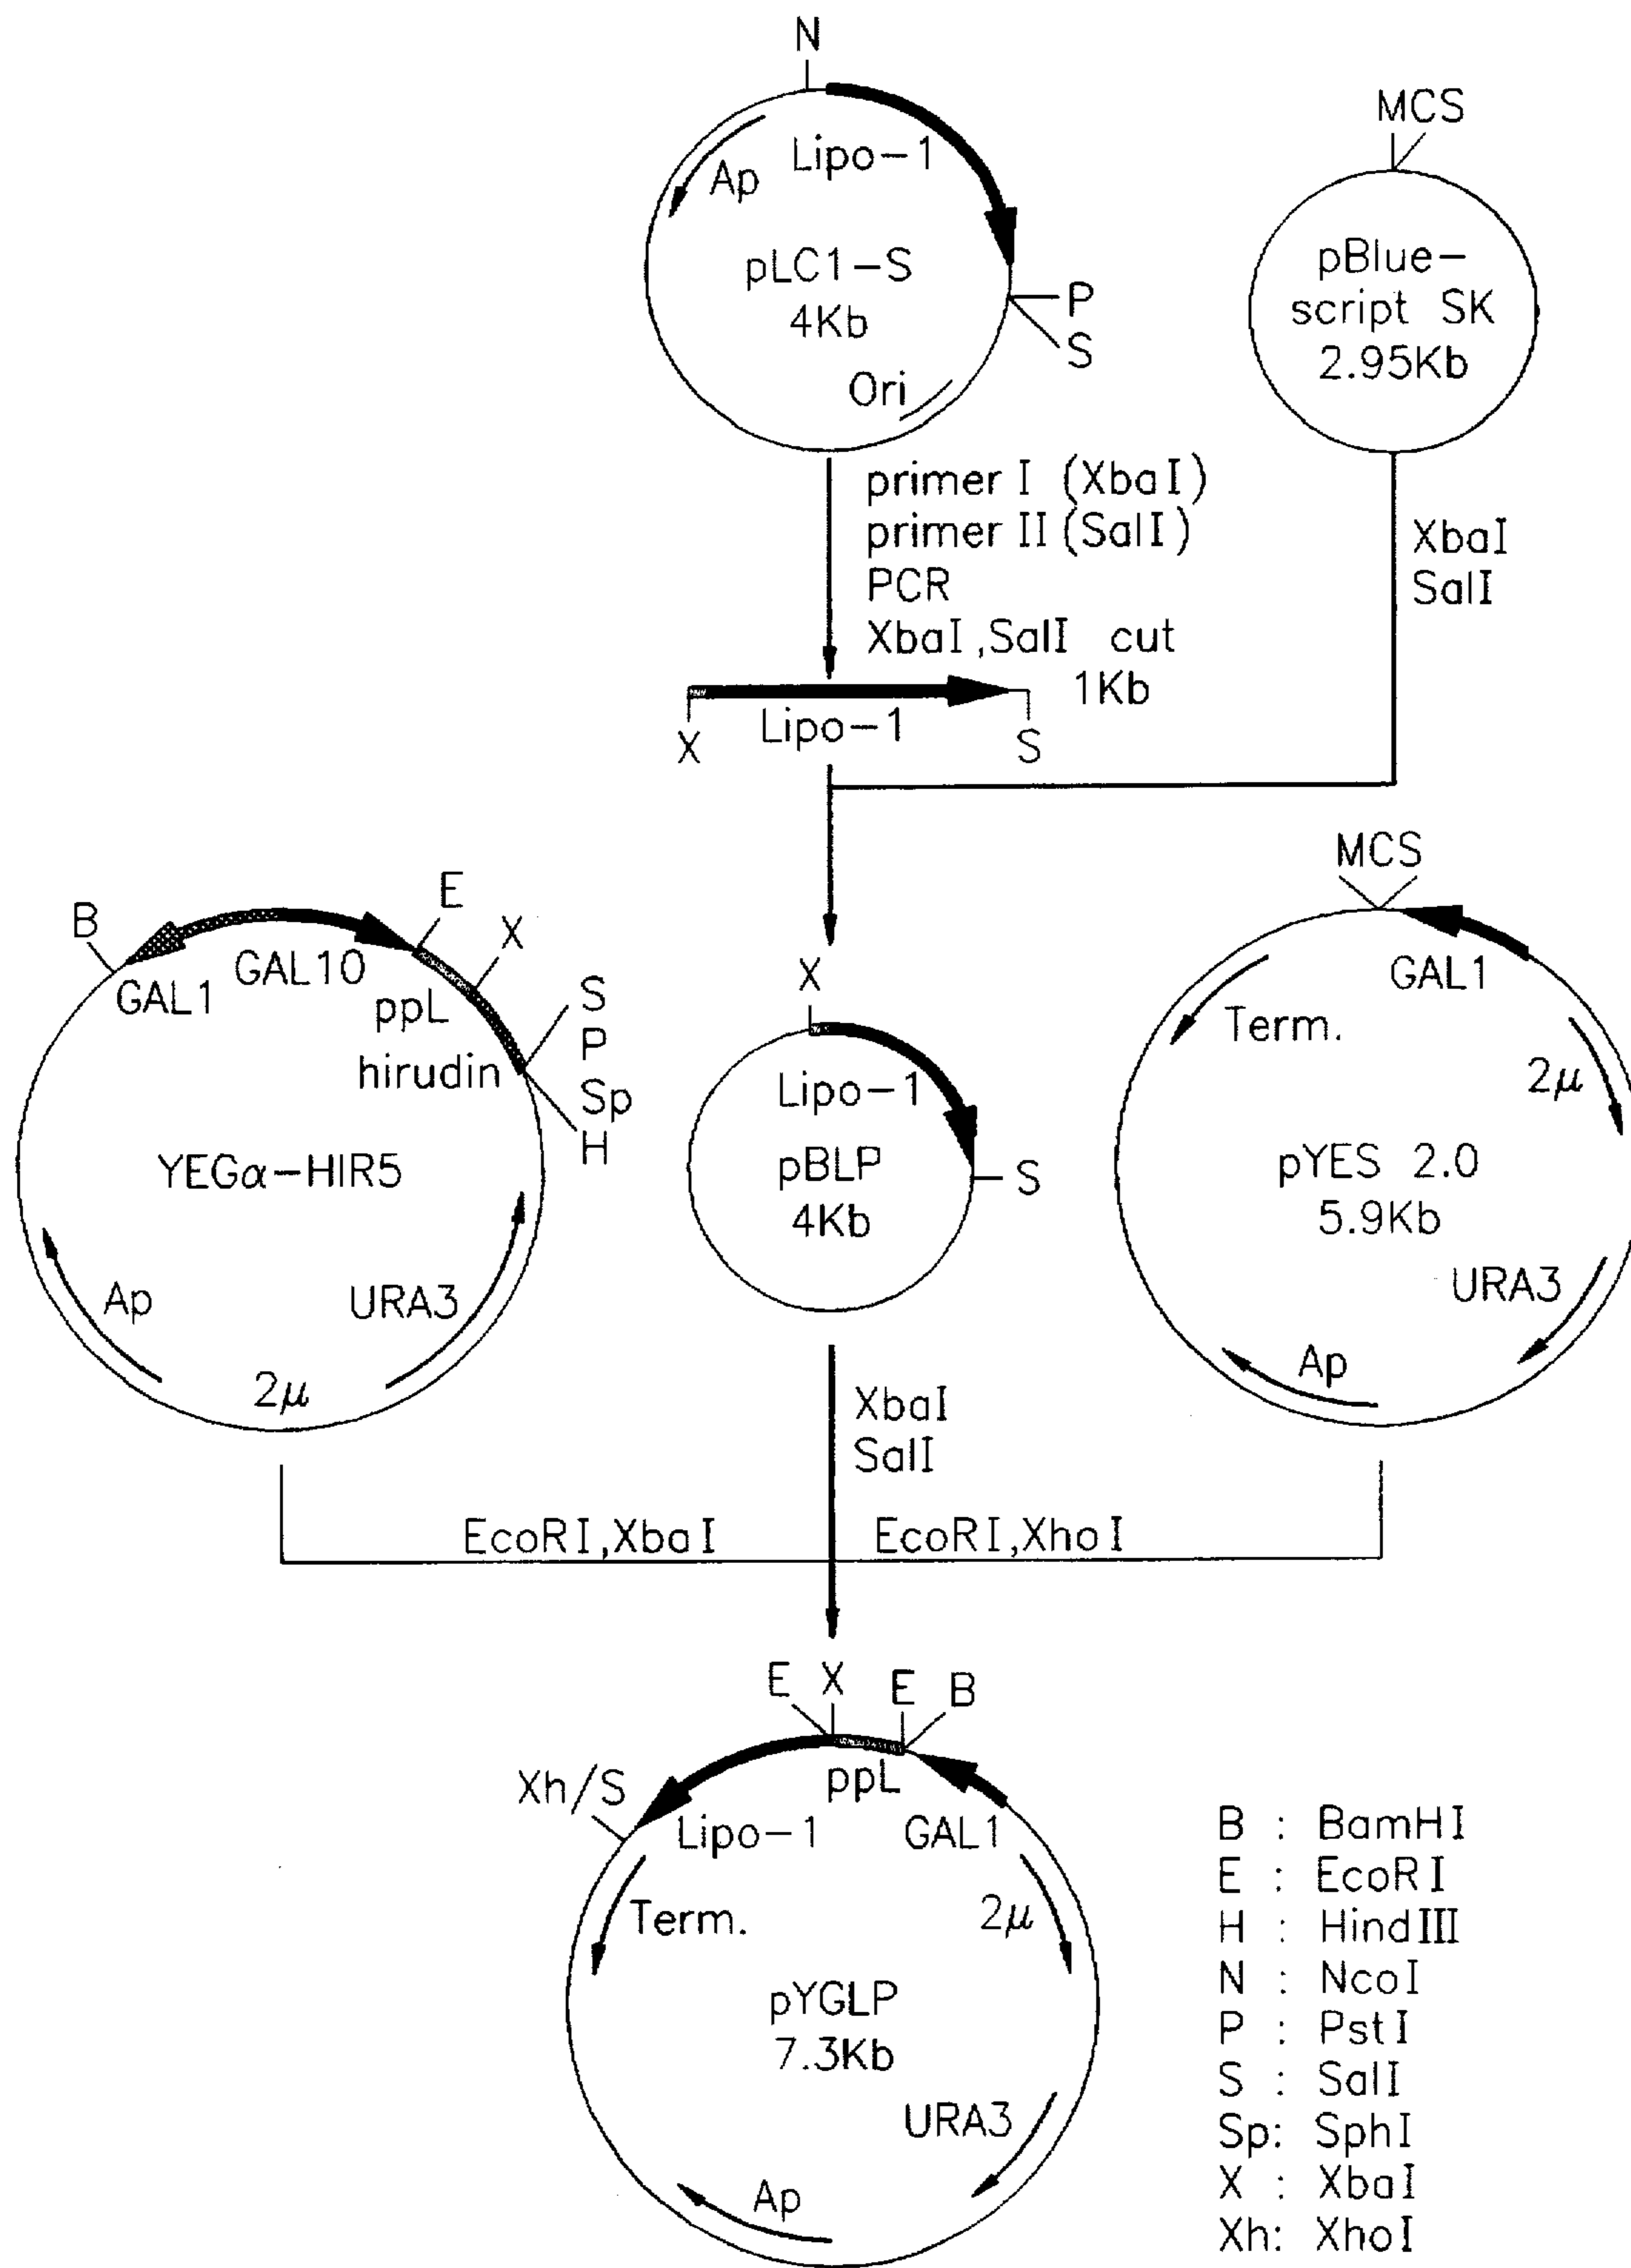 N
Lipo-1
Ap
pLC1-S
4Kb
P
S
Ori
MCS
pBlue-
script SK
2.95Kb
primer I (XbaI)
primer II (SalI)
PCR
XbaI,SalI cut
1Kb
XbaI
SalI
X
Lipo-1
S
B
GAL1
GAL10
E
X
ppL
hirudin
S
P
Sp
H
YEGα-HIR5
Ap
URA3
2μ
X
Lipo-1
pBLP
4Kb
S
MCS
GAL1
Term.
2μ
pYES 2.0
5.9Kb
URA3
Ap
XbaI
SalI
EcoRI,XbaI
EcoRI,XhoI
E
X
E
B
Xh/S
Lipo-1
ppL
GAL1
Term.
2μ
pYGLP
7.3Kb
URA3
Ap
B : BamHI
E : EcoRI
H : HindIII
N : NcoI
P : PstI
S : SalI
Sp: SphI
X : XbaI
Xh: XhoI